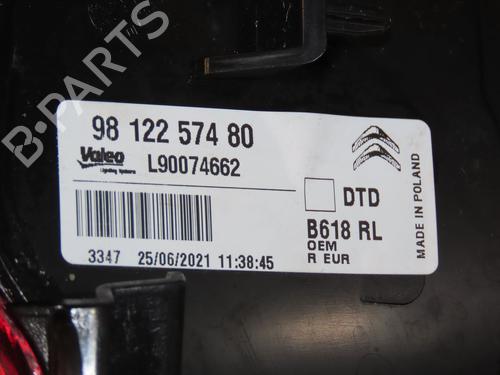 B-PARTS
98 122 574 80
Valeo
Lighting Systems
L90074662
DTD
B618 RL
OEM
R EUR
3347 25/06/2021 11:38:45
MADE IN POLAND